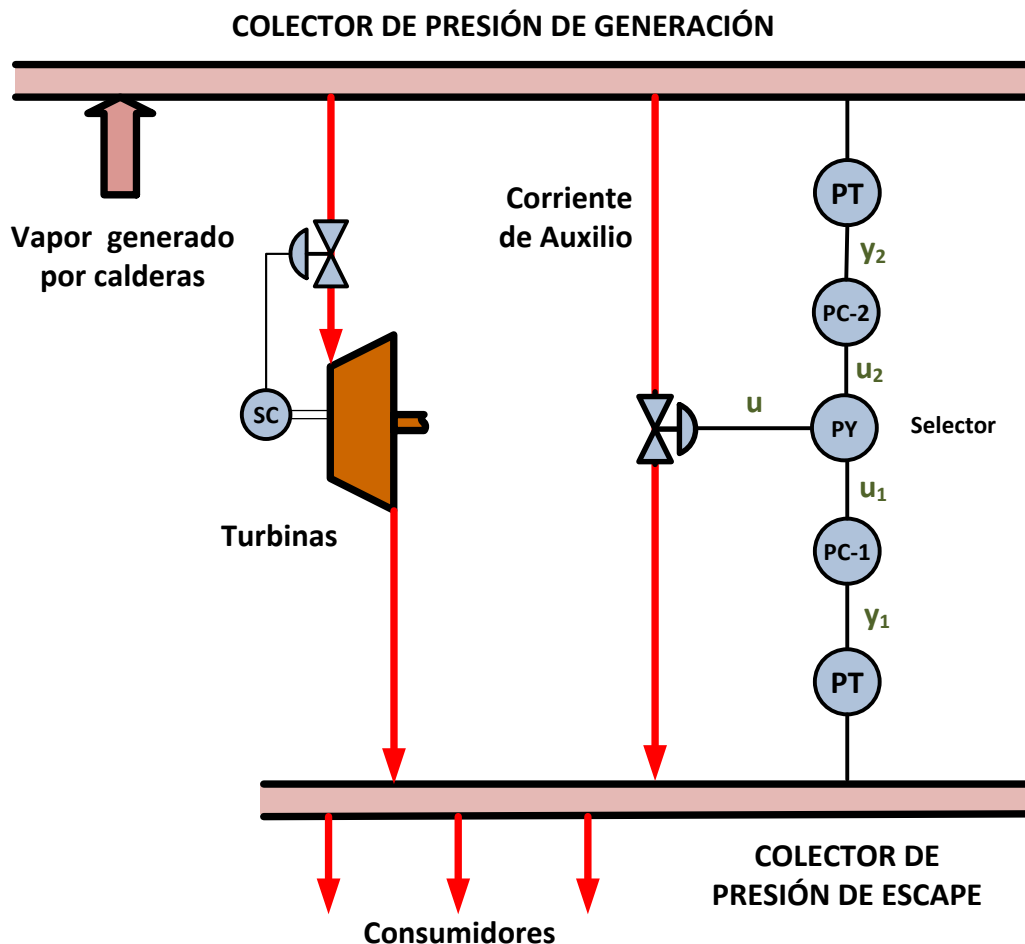 COLECTOR DE PRESIÓN DE GENERACIÓN
Vapor generado
por calderas
Corriente
de Auxilio
PT
y₂
PC-2
u₂
SC
u
PY
Selector
u₁
Turbinas
PC-1
y₁
PT
COLECTOR DE
PRESIÓN DE ESCAPE
Consumidores